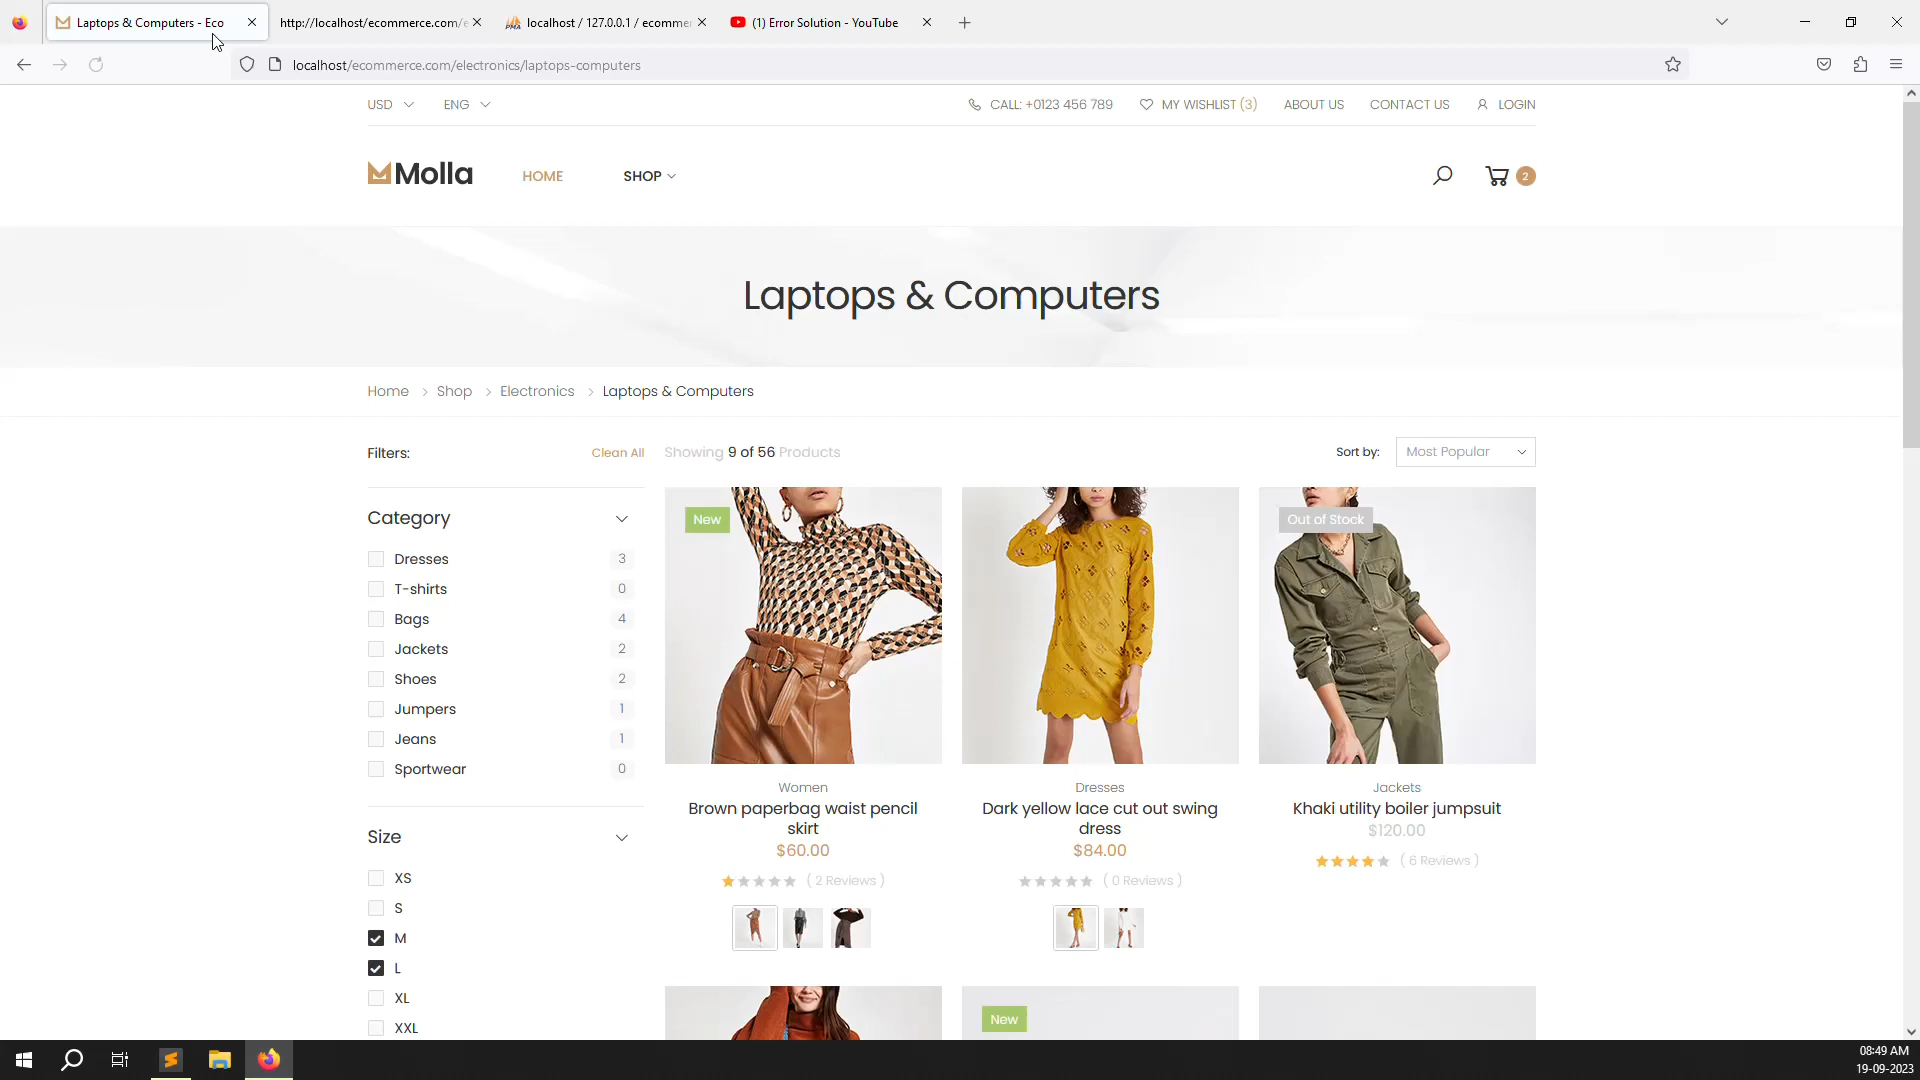 Laptops & Computers - Eco
http://localhost/ecommerce.com/e
localhost / 127.0.0.1 / ecomme
(1) Error Solution - YouTube
localhost/ecommerce.com/electronics/laptops-computers
USD
ENG
CALL: +0123 456 789
MY WISHLIST (3)
ABOUT US
CONTACT US
LOGIN
Molla
HOME
SHOP
2
Laptops & Computers
Home
Shop
Electronics
Laptops & Computers
Filters:
Clean All
Showing 9 of 56 Products
Sort by:
Most Popular
Category
Dresses 3
T-shirts 0
Bags 4
Jackets 2
Shoes 2
Jumpers 1
Jeans 1
Sportwear 0
Size
XS
S
M
L
XL
XXL
New
Women
Brown paperbag waist pencil
skirt
$60.00
( 2 Reviews )
Dresses
Dark yellow lace cut out swing
dress
$84.00
( 0 Reviews )
Out of Stock
Jackets
Khaki utility boiler jumpsuit
$120.00
( 6 Reviews )
New
08:49 AM
19-09-2023